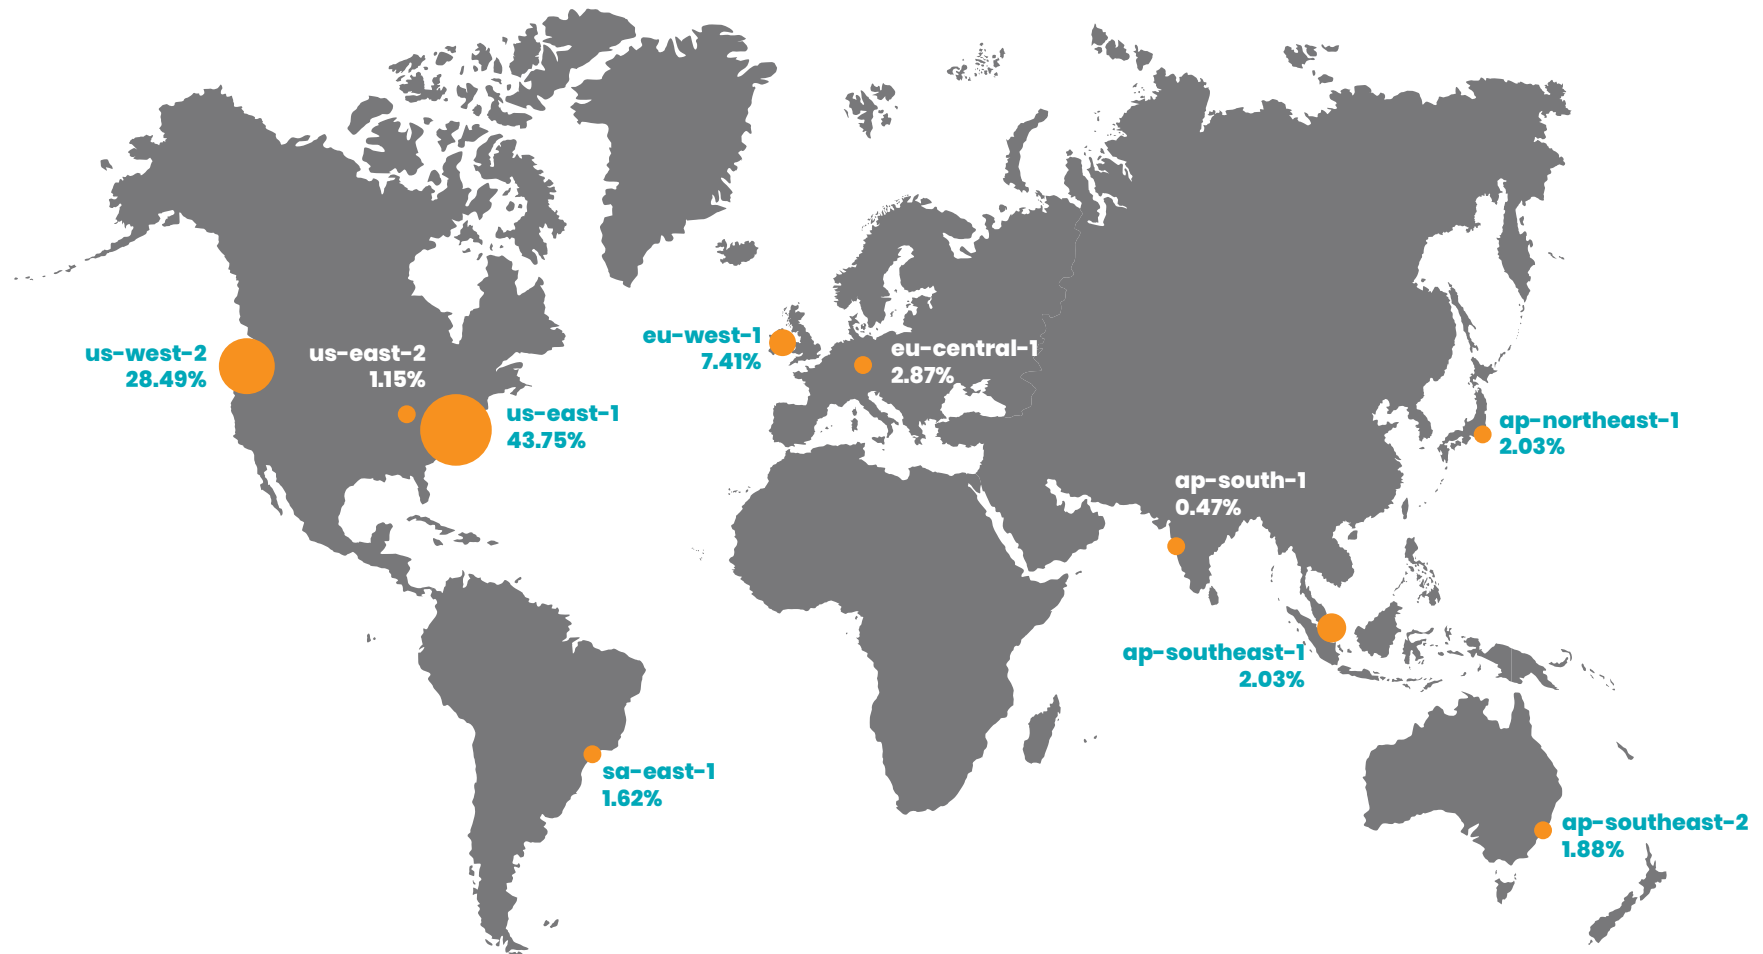 us-west-2
28.49%
us-east-2
1.15%
us-east-1
43.75%
eu-west-1
7.41%
eu-central-1
2.87%
ap-northeast-1
2.03%
ap-south-1
0.47%
ap-southeast-1
2.03%
sa-east-1
1.62%
ap-southeast-2
1.88%